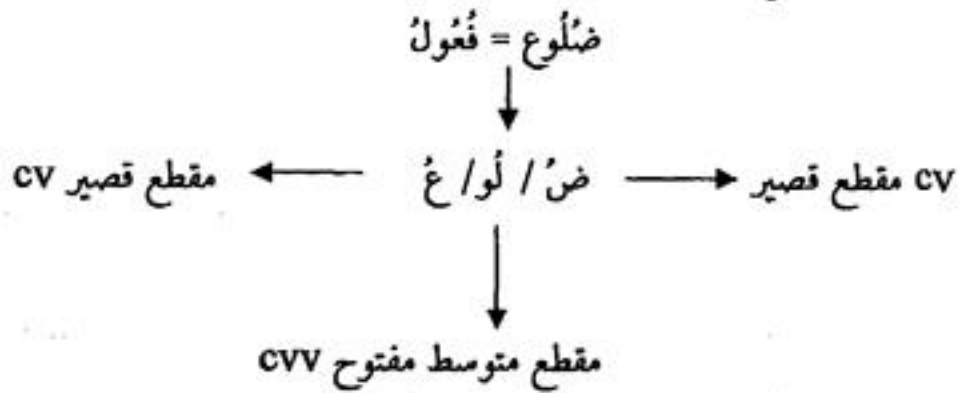 ضُلُوع = فُعُولُ
cv مقطع قصير ضُ / لُو/ عُ مقطع قصير cv
مقطع متوسط مفتوح cvv